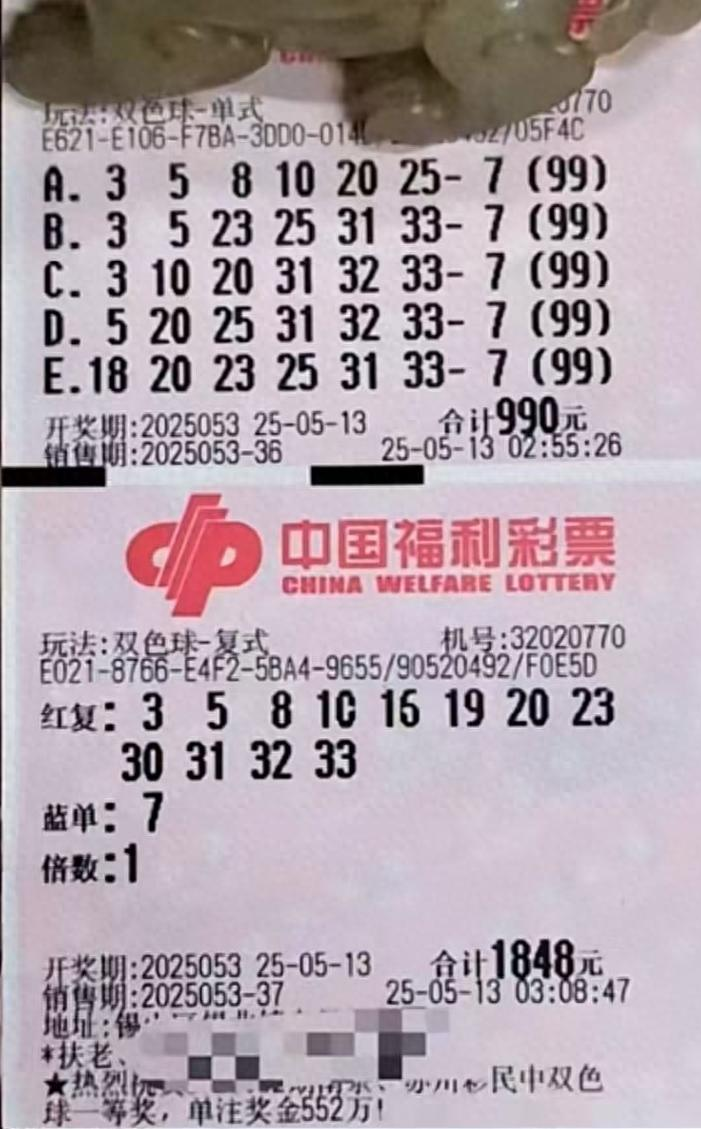 玩法:双色球-单式
0770
E621-E106-F7BA-3DD0-014
/05F4C
A. 3 5 8 10 20 25- 7 (99)
B. 3 5 23 25 31 33- 7 (99)
C. 3 10 20 31 32 33- 7 (99)
D. 5 20 25 31 32 33- 7 (99)
E.18 20 23 25 31 33- 7 (99)
开奖期:2025053 25-05-13 合计990元
销售期:2025053-36 25-05-13 02:55:26
中国福利彩票
CHINA WELFARE LOTTERY
玩法:双色球-复式 机号:32020770
E021-8766-E4F2-5BA4-9655/90520492/F0E5D
红复: 3 5 8 10 16 19 20 23
30 31 32 33
蓝单: 7
倍数:1
开奖期:2025053 25-05-13 合计1848元
销售期:2025053-37 25-05-13 03:08:47
地址:锡
*扶老、
★热烈 彩民中双色
球一等奖，单注奖金552万!